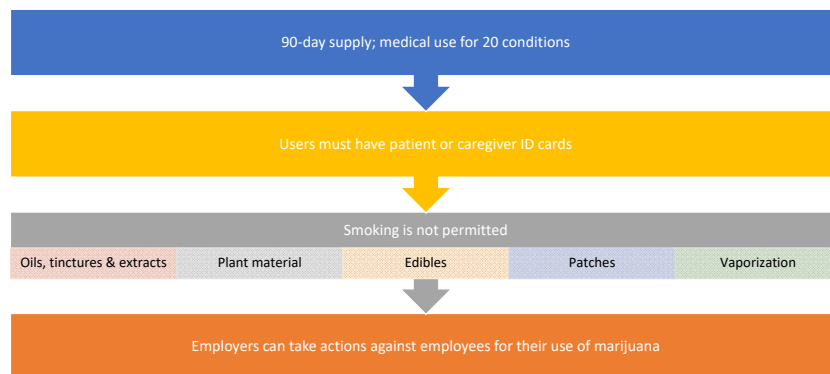 90-day supply; medical use for 20 conditions
Users must have patient or caregiver ID cards
Smoking is not permitted
Oils, tinctures & extracts
Plant material
Edibles
Patches
Vaporization
Employers can take actions against employees for their use of marijuana